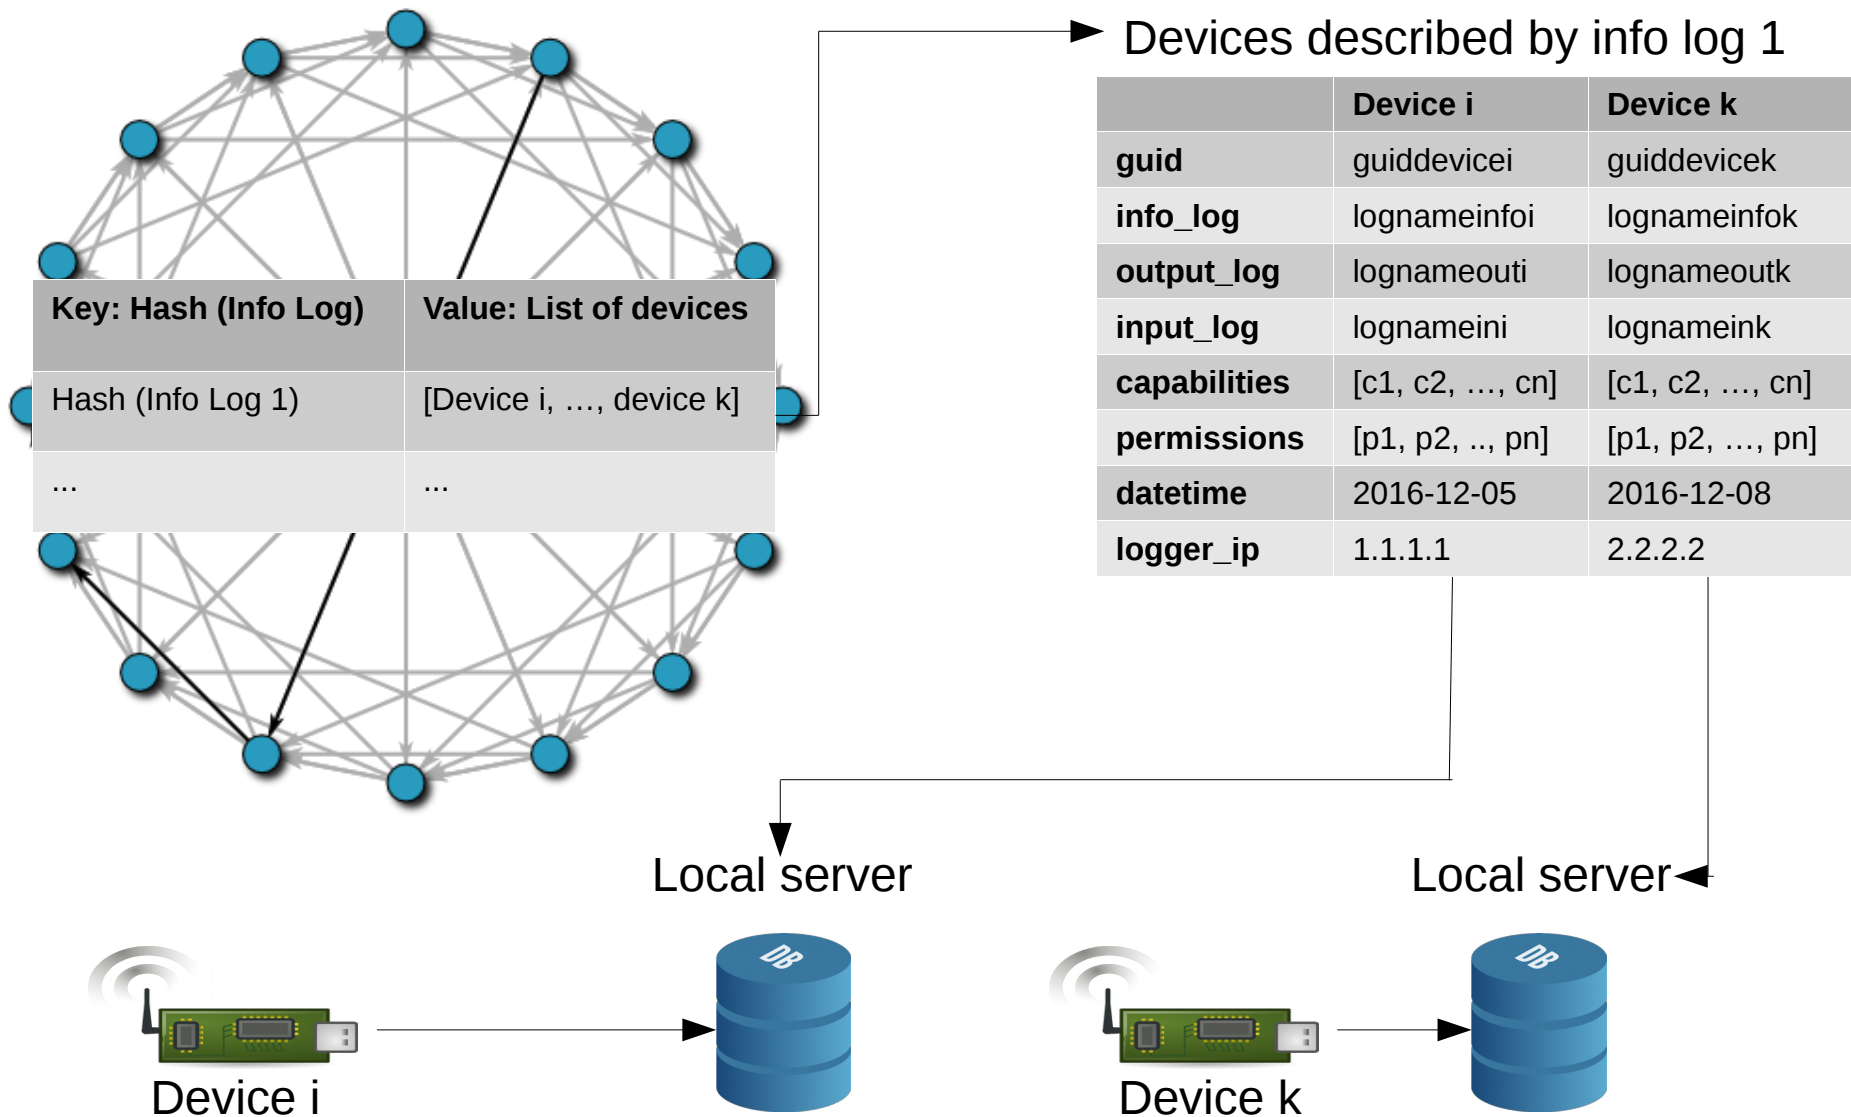 Devices described by info log 1
Device i Device k
guid guiddevicei guiddevicek
info_log lognameinfoi lognameinfok
output_log lognameouti lognameoutk
input_log lognameini lognameink
capabilities [c1, c2, …, cn] [c1, c2, …, cn]
permissions [p1, p2, .., pn] [p1, p2, …, pn]
datetime 2016-12-05 2016-12-08
logger_ip 1.1.1.1 2.2.2.2
Key: Hash (Info Log) Value: List of devices
Hash (Info Log 1) [Device i, …, device k]
... ...
Local server Local server
DB DB
Device i Device k